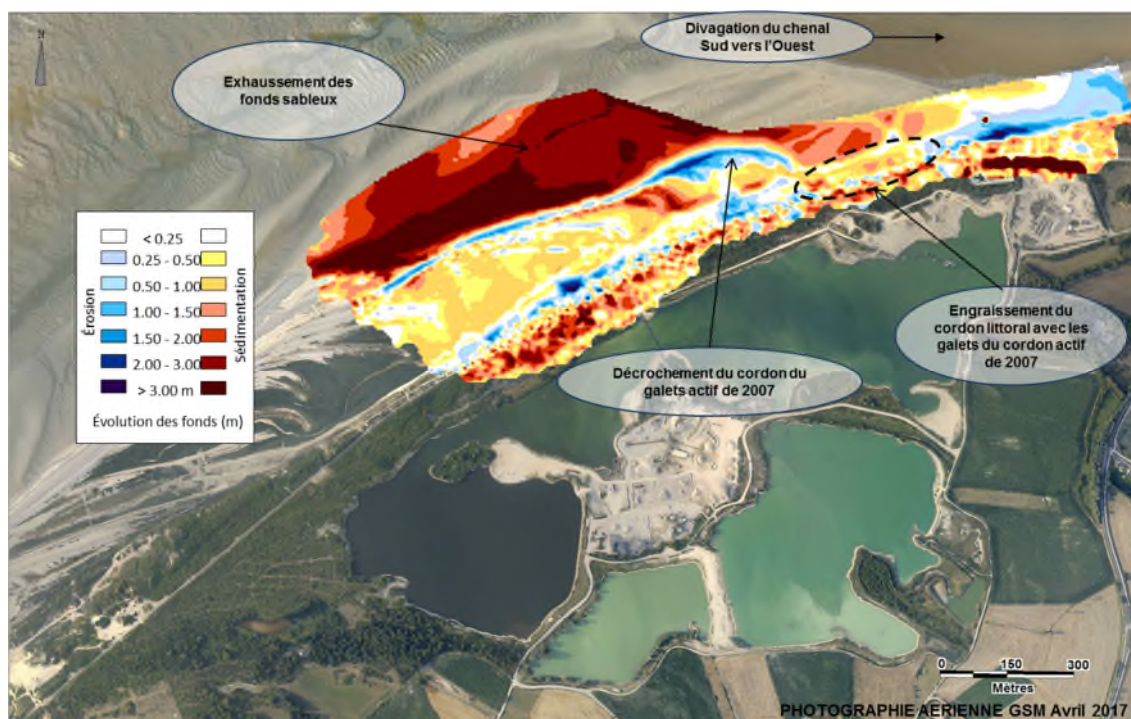 Divagation du chenal
Sud vers l'Ouest
Exhaussement des
fonds sableux
Érosion
Sédimentation
< 0.25
0.25 - 0.50
0.50 - 1.00
1.00 - 1.50
1.50 - 2.00
2.00 - 3.00
> 3.00 m
Évolution des fonds (m)
Décrochement du cordon du
galets actif de 2007
Engraissement du
cordon littoral avec les
galets du cordon actif
de 2007
0 150 300
Mètres
PHOTOGRAPHIE AERIENNE GSM Avril 2017